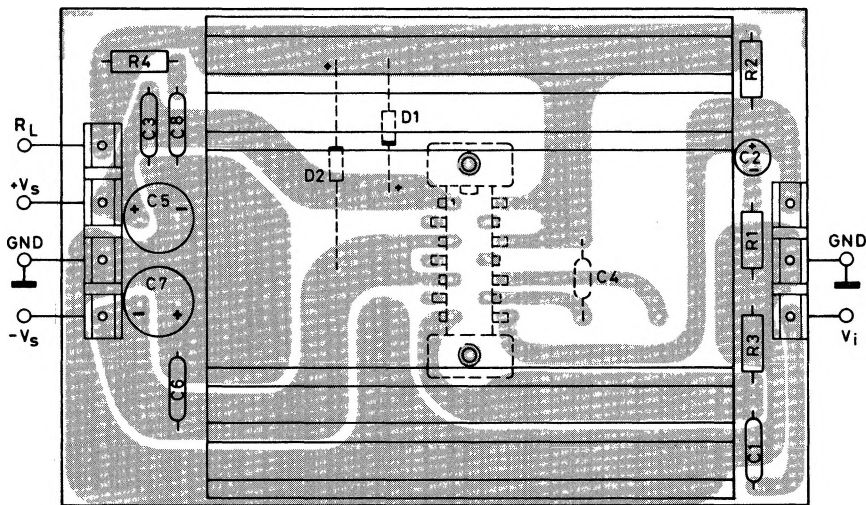 R4
R2
C3
C8
D1
RL
D2
C2
+
-
1
+Vs
C5
+ -
R1
GND
GND
C4
C7
- +
-Vs
Vi
R3
C6
C1